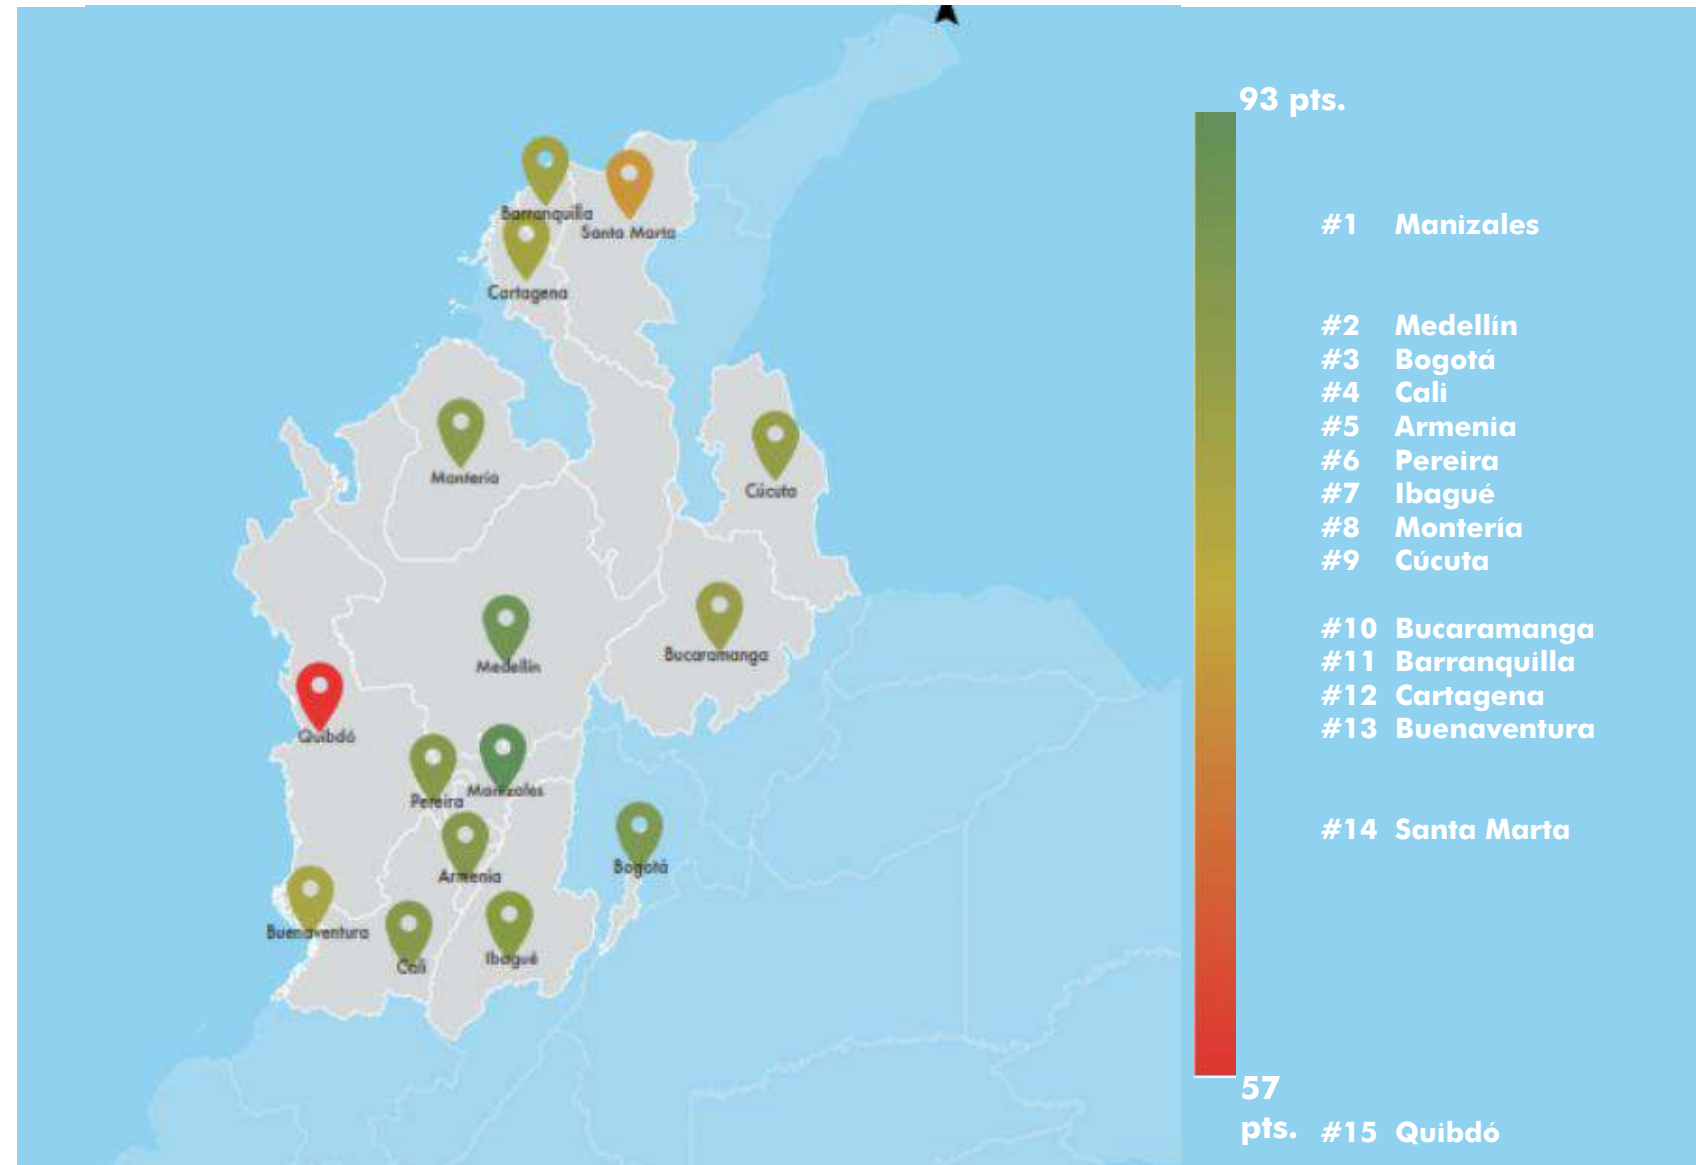 Barranquilla
Santa Marta
Cartagena
Montería
Cúcuta
Medellín
Bucaramanga
Quibdó
Pereira
Manizales
Armenia
Bogotá
Buenaventura
Cali
Ibagué
93 pts.
#1 Manizales
#2 Medellín
#3 Bogotá
#4 Cali
#5 Armenia
#6 Pereira
#7 Ibagué
#8 Montería
#9 Cúcuta
#10 Bucaramanga
#11 Barranquilla
#12 Cartagena
#13 Buenaventura
#14 Santa Marta
57
pts.
#15 Quibdó